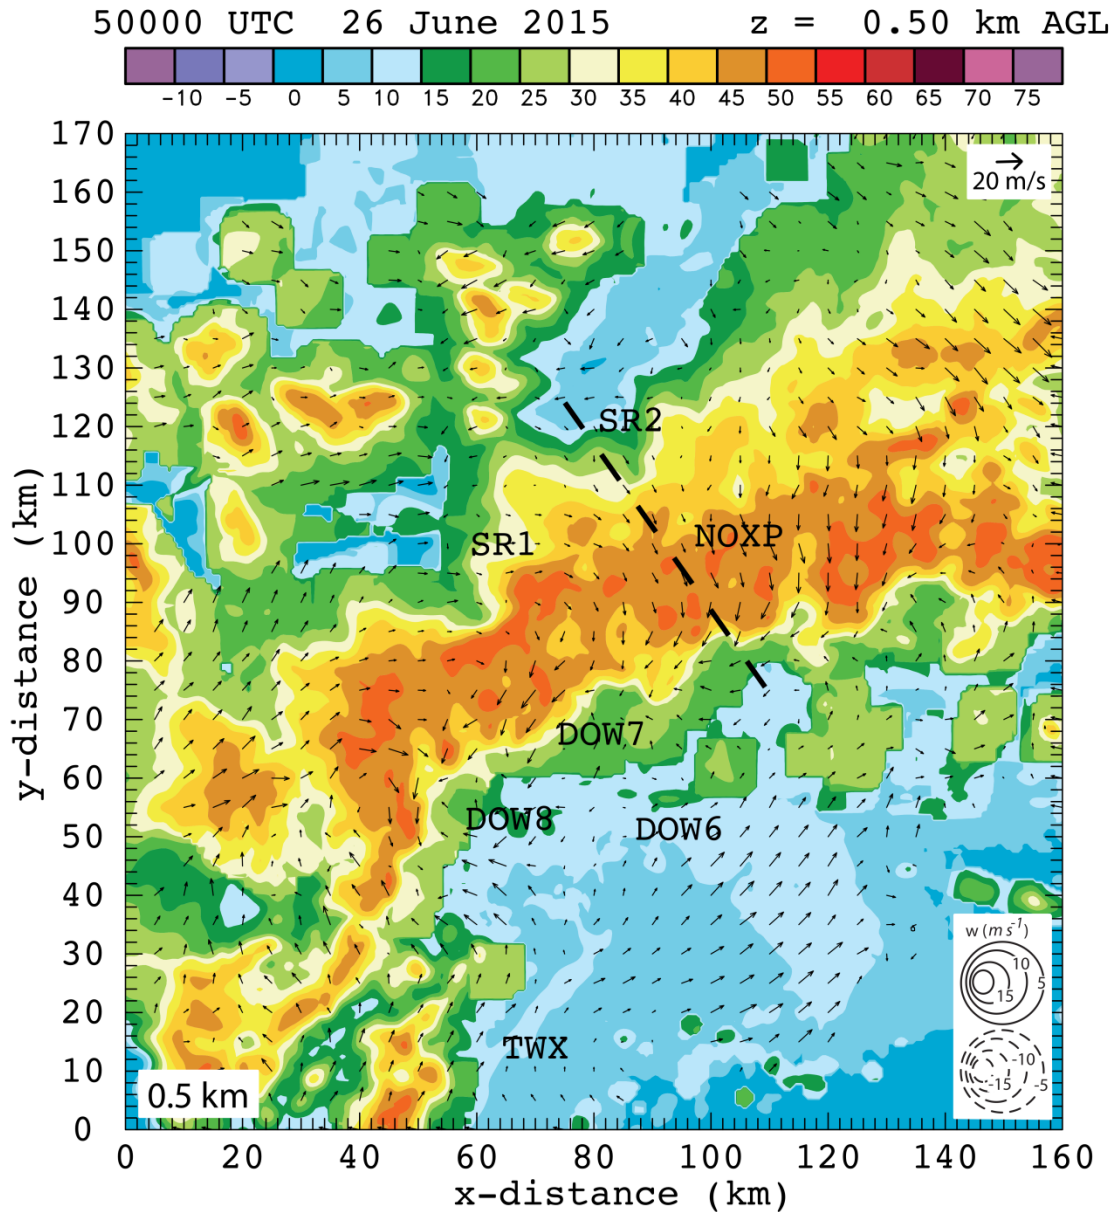 50000 UTC 26 June 2015 z = 0.50 km AGL
-10 -5 0 5 10 15 20 25 30 35 40 45 50 55 60 65 70 75
170
160
150
140
130
120
110
100
90
80
70
60
50
40
30
20
10
0
y-distance (km)
20 m/s
SR2
NOXP
SR1
DOW7
DOW8
DOW6
TWX
w (m s-1)
10
5
15
-10
-15
-5
0.5 km
0 20 40 60 80 100 120 140 160
x-distance (km)